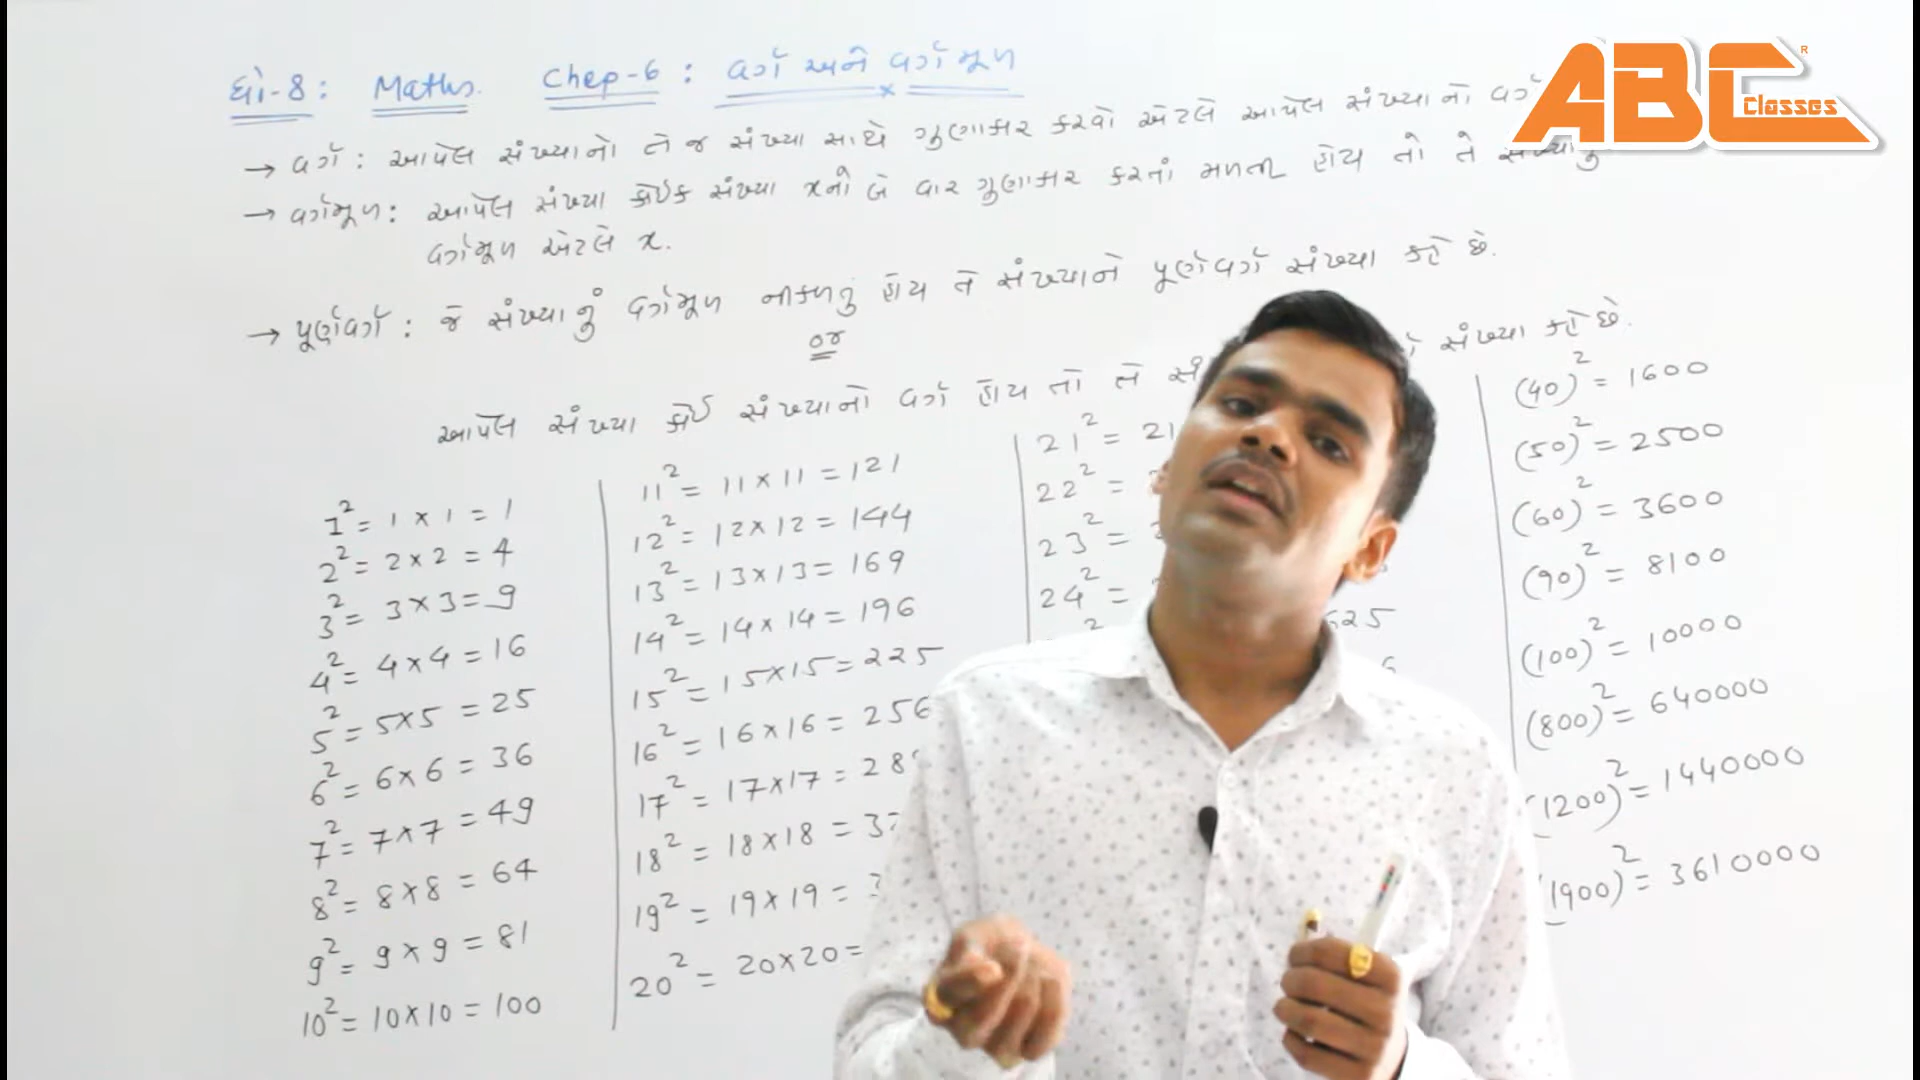 ધો-8: Maths. Chep-6: વર્ગ અને વર્ગમૂળ
ABC Classes
→ વર્ગ: આપેલ સંખ્યાનો તે જ સંખ્યા સાથે ગુણાકાર કરવો એટલે આપેલ સંખ્યાનો
→ વર્ગમૂળ: આપેલ સંખ્યા કોઈક સંખ્યા xની બે વાર ગુણાકાર કરતાં મળતી હોય તો તે
વર્ગમૂળ એટલે x.
→ પૂર્ણવર્ગ: જે સંખ્યાનું વર્ગમૂળ નીકળતું હોય તે સંખ્યાને પૂર્ણવર્ગ સંખ્યા કહે છે.
or
આપેલ સંખ્યા કોઈ સંખ્યાનો વર્ગ હોય તો તે સંખ્યા કહે છે.
1² = 1 × 1 = 1
2² = 2 × 2 = 4
3² = 3 × 3 = 9
4² = 4 × 4 = 16
5² = 5×5 = 25
6² = 6×6 = 36
7² = 7×7 = 49
8² = 8×8 = 64
9² = 9×9 = 81
10² = 10×10 = 100
11² = 11×11 = 121
12² = 12×12 = 144
13² = 13×13 = 169
14² = 14×14 = 196
15² = 15×15 = 225
16² = 16×16 = 256
17² = 17×17 = 28
18² = 18×18 = 3
19² = 19×19 =
20² = 20×20 =
21² = 21
22² =
23² =
24² =
625
6
(40)² = 1600
(50)² = 2500
(60)² = 3600
(90)² = 8100
(100)² = 10000
(800)² = 640000
(1200)² = 1440000
(1900)² = 3610000